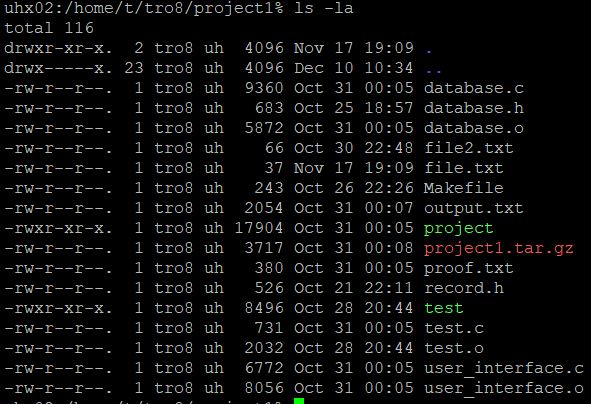 uhx02:/home/t/tro8/project1% ls -la
total 116
drwxr-xr-x.  2 tro8 uh  4096 Nov 17 19:09 .
drwx-----x. 23 tro8 uh  4096 Dec 10 10:34 ..
-rw-r--r--.  1 tro8 uh  9360 Oct 31 00:05 database.c
-rw-r--r--.  1 tro8 uh   683 Oct 25 18:57 database.h
-rw-r--r--.  1 tro8 uh  5872 Oct 31 00:05 database.o
-rw-r--r--.  1 tro8 uh    66 Oct 30 22:48 file2.txt
-rw-r--r--.  1 tro8 uh    37 Nov 17 19:09 file.txt
-rw-r--r--.  1 tro8 uh   243 Oct 26 22:26 Makefile
-rw-r--r--.  1 tro8 uh  2054 Oct 31 00:07 output.txt
-rwxr-xr-x.  1 tro8 uh 17904 Oct 31 00:05 project
-rw-r--r--.  1 tro8 uh  3717 Oct 31 00:08 project1.tar.gz
-rw-r--r--.  1 tro8 uh   380 Oct 31 00:05 proof.txt
-rw-r--r--.  1 tro8 uh   526 Oct 21 22:11 record.h
-rwxr-xr-x.  1 tro8 uh  8496 Oct 28 20:44 test
-rw-r--r--.  1 tro8 uh   731 Oct 31 00:05 test.c
-rw-r--r--.  1 tro8 uh  2032 Oct 28 20:44 test.o
-rw-r--r--.  1 tro8 uh  6772 Oct 31 00:05 user_interface.c
-rw-r--r--.  1 tro8 uh  8056 Oct 31 00:05 user_interface.o
uhx02:/home/t/tro8/project1%